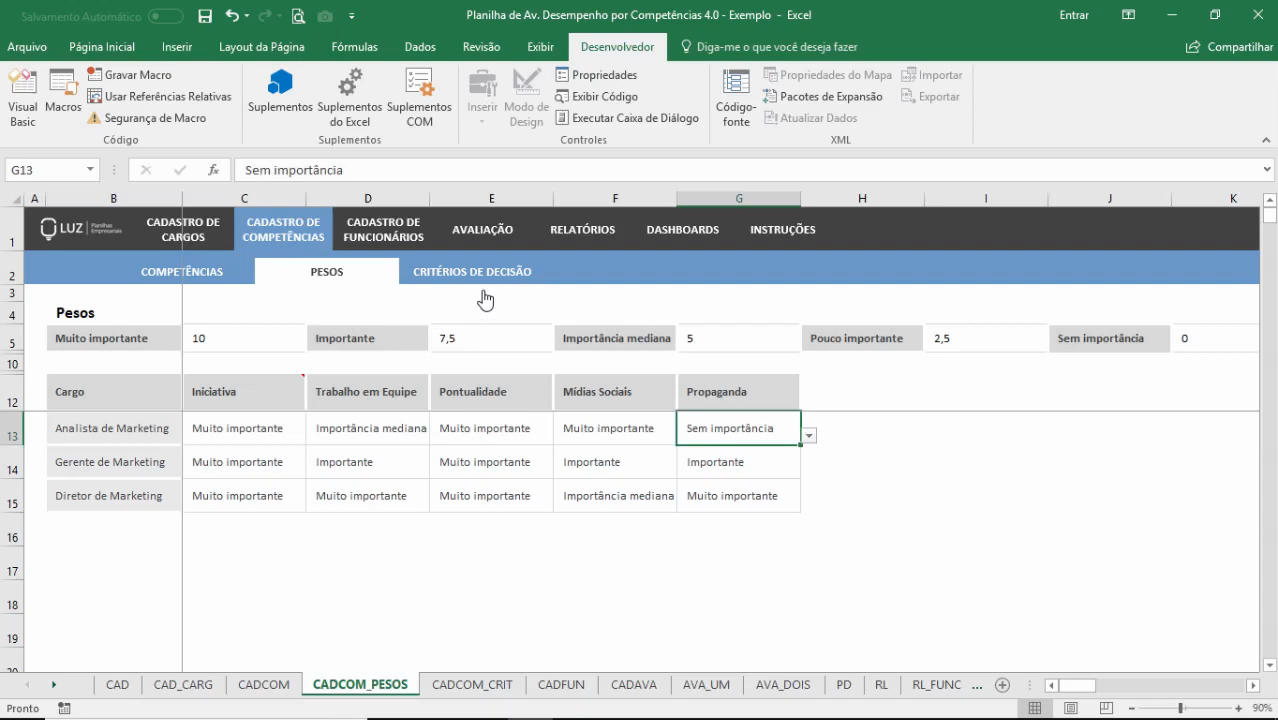 Salvamento Automático
Planilha de Av. Desempenho por Competências 4.0 - Exemplo - Excel
Entrar
Arquivo Página Inicial Inserir Layout da Página Fórmulas Dados Revisão Exibir Desenvolvedor Diga-me o que você deseja fazer Compartilhar
Visual Basic
Macros
Gravar Macro
Usar Referências Relativas
Segurança de Macro
Código
Suplementos
Suplementos do Excel
Suplementos COM
Suplementos
Inserir
Modo de Design
Propriedades
Exibir Código
Executar Caixa de Diálogo
Controles
Código-fonte
Propriedades do Mapa
Pacotes de Expansão
Atualizar Dados
Importar
Exportar
XML
G13 fx Sem importância
A B C D E F G H I J K
1 LUZ Planilhas Empresariais CADASTRO DE CARGOS CADASTRO DE COMPETÊNCIAS CADASTRO DE FUNCIONÁRIOS AVALIAÇÃO RELATÓRIOS DASHBOARDS INSTRUÇÕES
2 COMPETÊNCIAS PESOS CRITÉRIOS DE DECISÃO
3
4 Pesos
5 Muito importante 10 Importante 7,5 Importância mediana 5 Pouco importante 2,5 Sem importância 0
10
12 Cargo Iniciativa Trabalho em Equipe Pontualidade Mídias Sociais Propaganda
13 Analista de Marketing Muito importante Importância mediana Muito importante Muito importante Sem importância
14 Gerente de Marketing Muito importante Importante Muito importante Importante Importante
15 Diretor de Marketing Muito importante Muito importante Muito importante Importância mediana Muito importante
16
17
18
19
20
CAD CAD_CARG CADCOM CADCOM_PESOS CADCOM_CRIT CADFUN CADAVA AVA_UM AVA_DOIS PD RL RL_FUNC ...
Pronto 90%